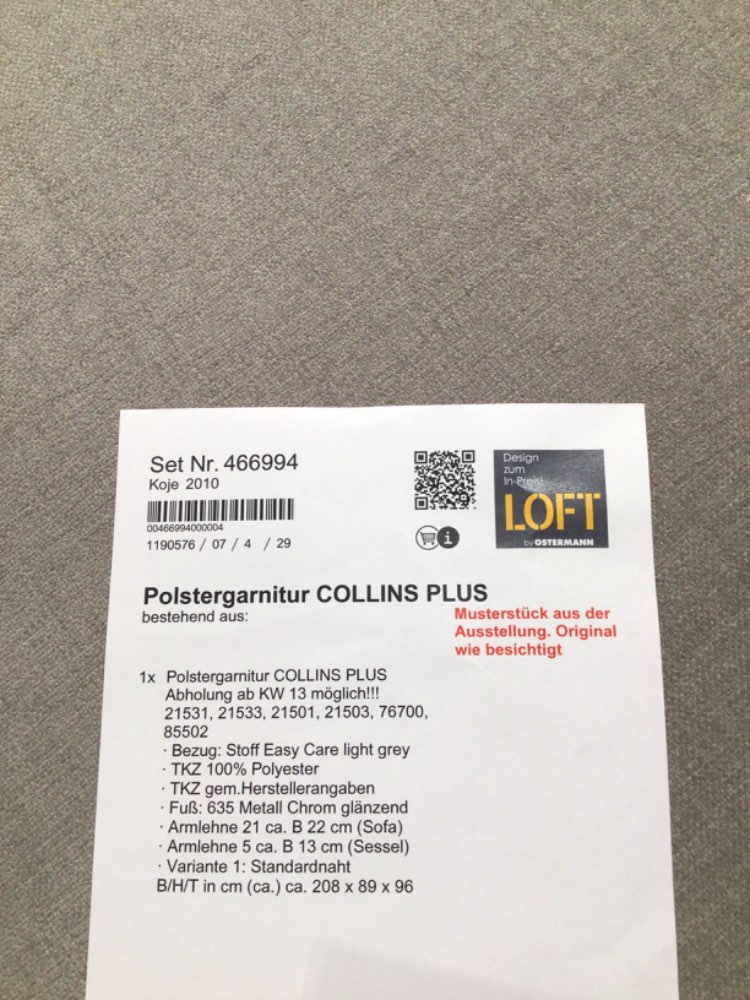 Set Nr. 466994
Koje 2010
00466994000004
1190576 / 07 / 4 / 29
Design
zum
In-Preis!
LOFT
by OSTERMANN
Polstergarnitur COLLINS PLUS
bestehend aus:
Musterstück aus der
Ausstellung. Original
wie besichtigt
1x Polstergarnitur COLLINS PLUS
Abholung ab KW 13 möglich!!!
21531, 21533, 21501, 21503, 76700,
85502
· Bezug: Stoff Easy Care light grey
· TKZ 100% Polyester
· TKZ gem.Herstellerangaben
· Fuß: 635 Metall Chrom glänzend
· Armlehne 21 ca. B 22 cm (Sofa)
· Armlehne 5 ca. B 13 cm (Sessel)
· Variante 1: Standardnaht
B/H/T in cm (ca.) ca. 208 x 89 x 96